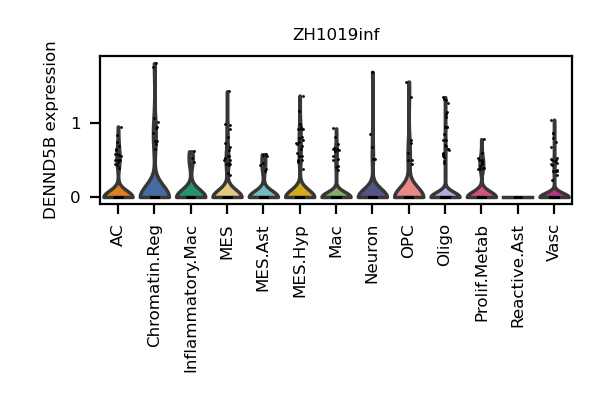 ZH1019inf
DENND5B expression
1
0
AC
Chromatin.Reg
Inflammatory.Mac
MES
MES.Ast
MES.Hyp
Mac
Neuron
OPC
Oligo
Prolif.Metab
Reactive.Ast
Vasc